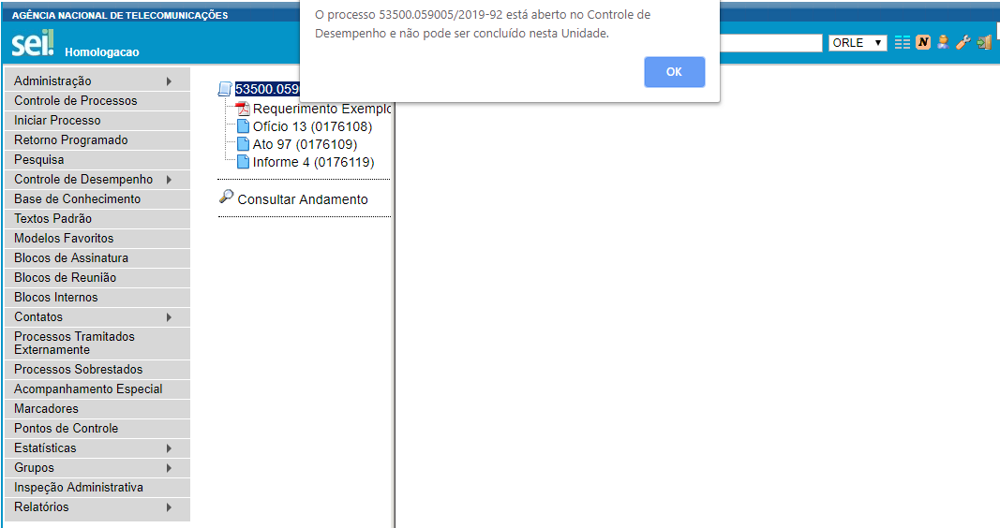 AGÊNCIA NACIONAL DE TELECOMUNICAÇÕES
O processo 53500.059005/2019-92 está aberto no Controle de
Desempenho e não pode ser concluído nesta Unidade.
OK
sei! Homologacao
ORLE
N
Administração
Controle de Processos
Iniciar Processo
Retorno Programado
Pesquisa
Controle de Desempenho
Base de Conhecimento
Textos Padrão
Modelos Favoritos
Blocos de Assinatura
Blocos de Reunião
Blocos Internos
Contatos
Processos Tramitados
Externamente
Processos Sobrestados
Acompanhamento Especial
Marcadores
Pontos de Controle
Estatísticas
Grupos
Inspeção Administrativa
Relatórios
53500.059
Requerimento Exemplo
Ofício 13 (0176108)
Ato 97 (0176109)
Informe 4 (0176119)
Consultar Andamento